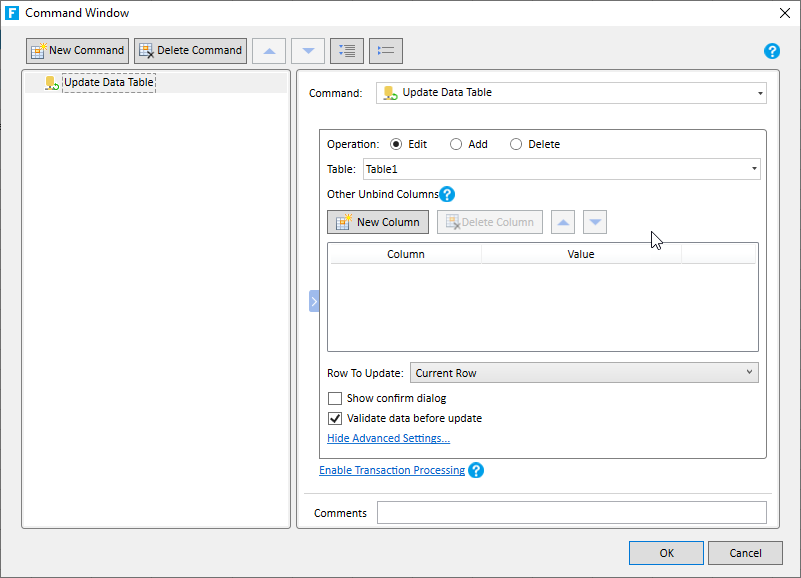 F Command Window
New Command Delete Command
?
Update Data Table
Command: Update Data Table
Operation: Edit Add Delete
Table: Table1
Other Unbind Columns ?
New Column Delete Column
Column Value
Row To Update: Current Row
Show confirm dialog
Validate data before update
Hide Advanced Settings...
Enable Transaction Processing ?
Comments
OK Cancel